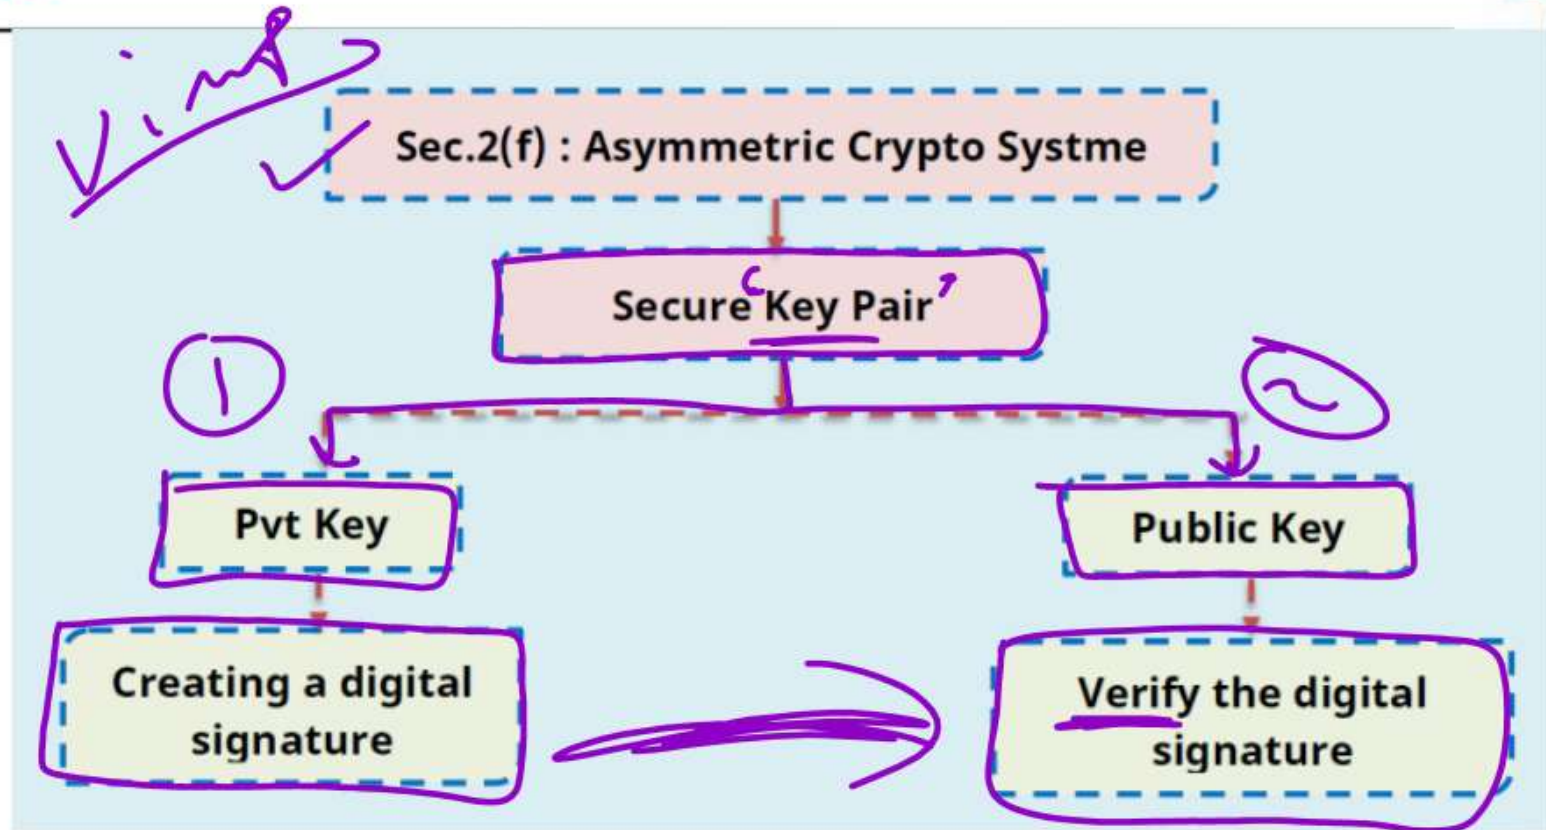 V. imp
Sec.2(f) : Asymmetric Crypto Systme
Secure Key Pair
1
2
Pvt Key
Public Key
Creating a digital
signature
Verify the digital
signature